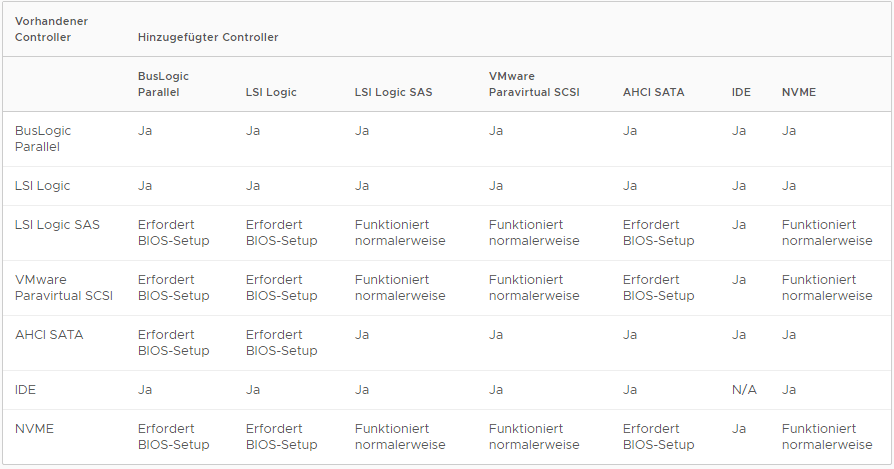 Vorhandener
Controller Hinzugefügter Controller
BusLogic
Parallel LSI Logic LSI Logic SAS VMware
Paravirtual SCSI AHCI SATA IDE NVME
BusLogic
Parallel Ja Ja Ja Ja Ja Ja Ja
LSI Logic Ja Ja Ja Ja Ja Ja Ja
LSI Logic SAS Erfordert Erfordert Funktioniert Funktioniert Erfordert Ja Funktioniert
BIOS-Setup BIOS-Setup normalerweise normalerweise BIOS-Setup normalerweise
VMware Erfordert Erfordert Funktioniert Funktioniert Erfordert Ja Funktioniert
Paravirtual SCSI BIOS-Setup BIOS-Setup normalerweise normalerweise BIOS-Setup normalerweise
AHCI SATA Erfordert Erfordert Ja Ja Ja Ja Ja
BIOS-Setup BIOS-Setup
IDE Ja Ja Ja Ja Ja N/A Ja
NVME Erfordert Erfordert Funktioniert Funktioniert Erfordert Ja Funktioniert
BIOS-Setup BIOS-Setup normalerweise normalerweise BIOS-Setup normalerweise